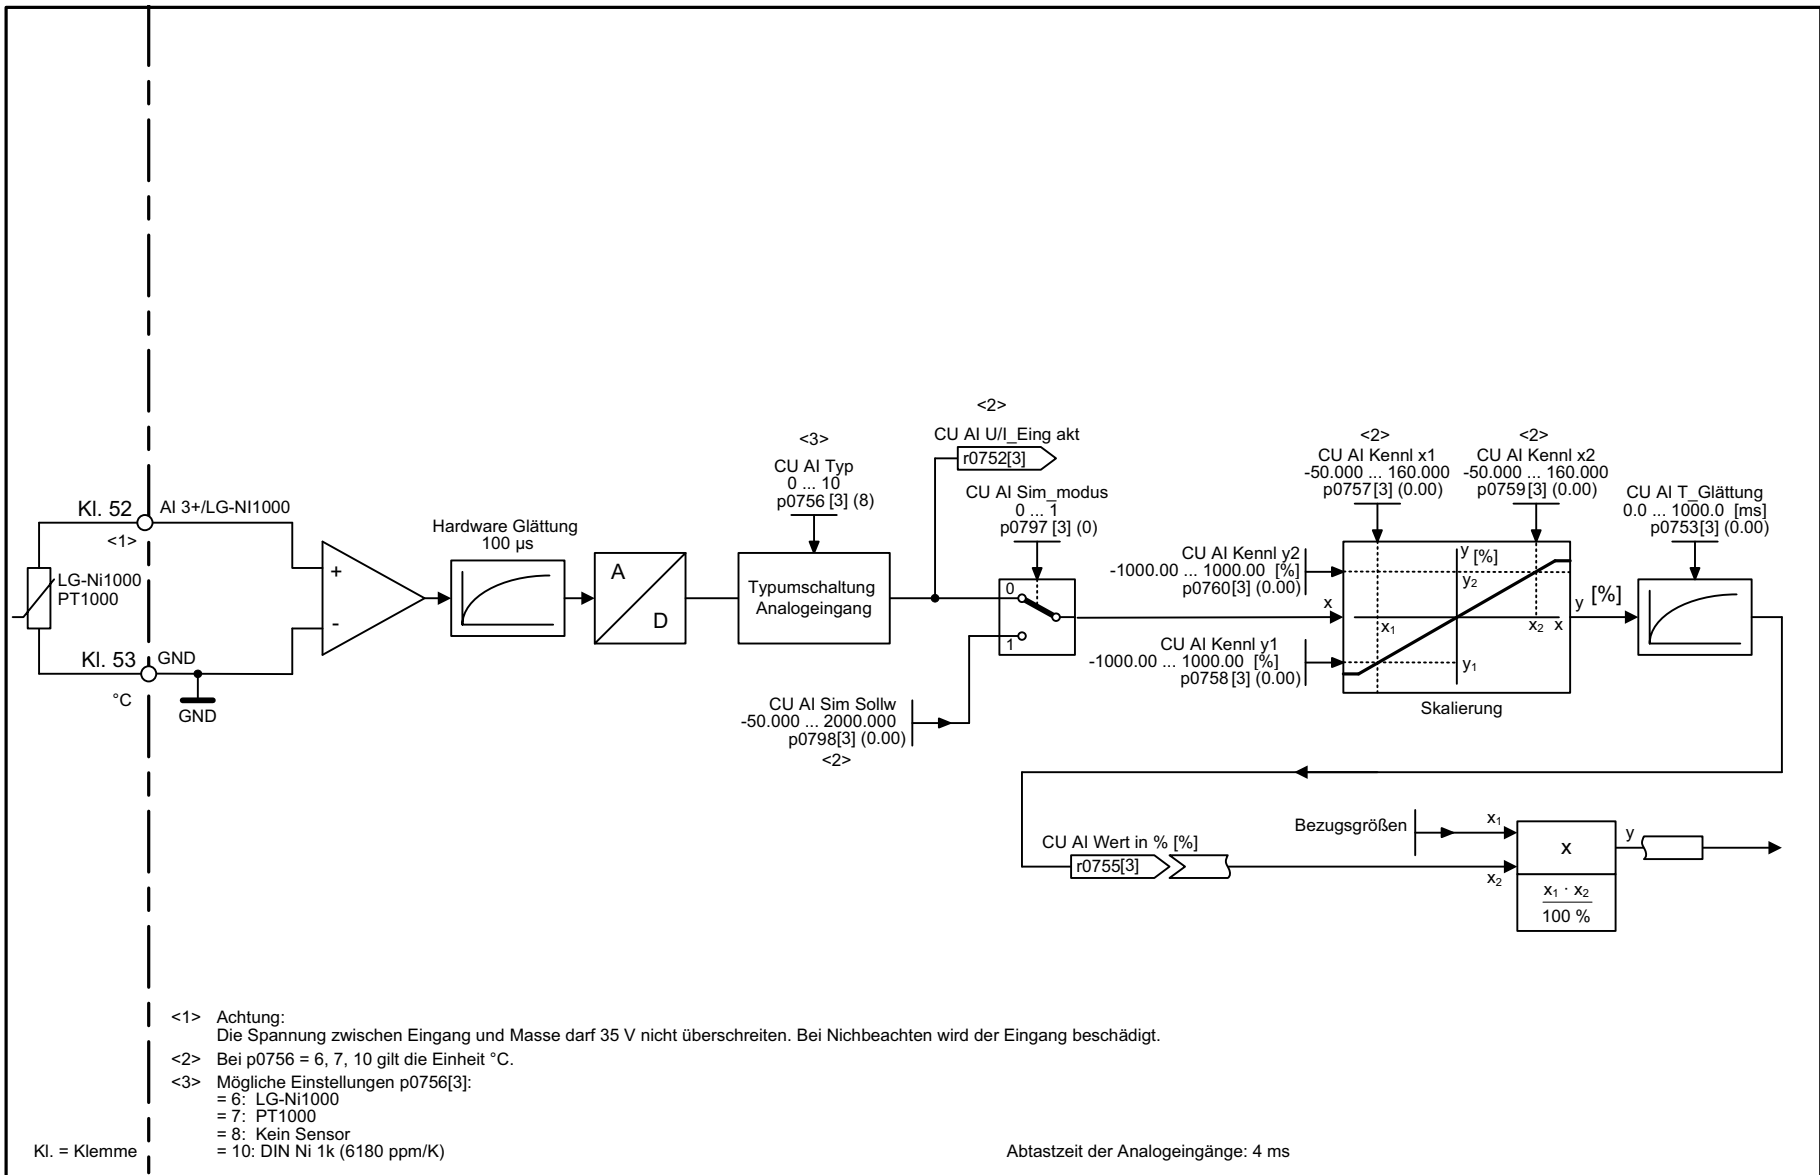 <2>
CU AI U/I_Eing akt
r0752[3]
<3>
CU AI Typ
0 ... 10
p0756 [3] (8)
CU AI Sim_modus
0 ... 1
p0797 [3] (0)
<2>
CU AI Kennl x1
-50.000 ... 160.000
p0757[3] (0.00)
<2>
CU AI Kennl x2
-50.000 ... 160.000
p0759[3] (0.00)
CU AI T_Glättung
0.0 ... 1000.0 [ms]
p0753[3] (0.00)
Kl. 52
AI 3+/LG-NI1000
<1>
LG-Ni1000
PT1000
Kl. 53
GND
°C
GND
+
-
Hardware Glättung
100 µs
A
D
Typumschaltung
Analogeingang
0
1
CU AI Sim Sollw
-50.000 ... 2000.000
p0798[3] (0.00)
<2>
CU AI Kennl y2
-1000.00 ... 1000.00 [%]
p0760[3] (0.00)
x
CU AI Kennl y1
-1000.00 ... 1000.00 [%]
p0758[3] (0.00)
y [%]
y2
x1
x2
x
y1
Skalierung
y [%]
CU AI Wert in % [%]
r0755[3]
Bezugsgrößen
x1
x2
x
x1 · x2
100 %
y
<1> Achtung:
Die Spannung zwischen Eingang und Masse darf 35 V nicht überschreiten. Bei Nichbeachten wird der Eingang beschädigt.
<2> Bei p0756 = 6, 7, 10 gilt die Einheit °C.
<3> Mögliche Einstellungen p0756[3]:
= 6: LG-Ni1000
= 7: PT1000
= 8: Kein Sensor
= 10: DIN Ni 1k (6180 ppm/K)
Kl. = Klemme
Abtastzeit der Analogeingänge: 4 ms